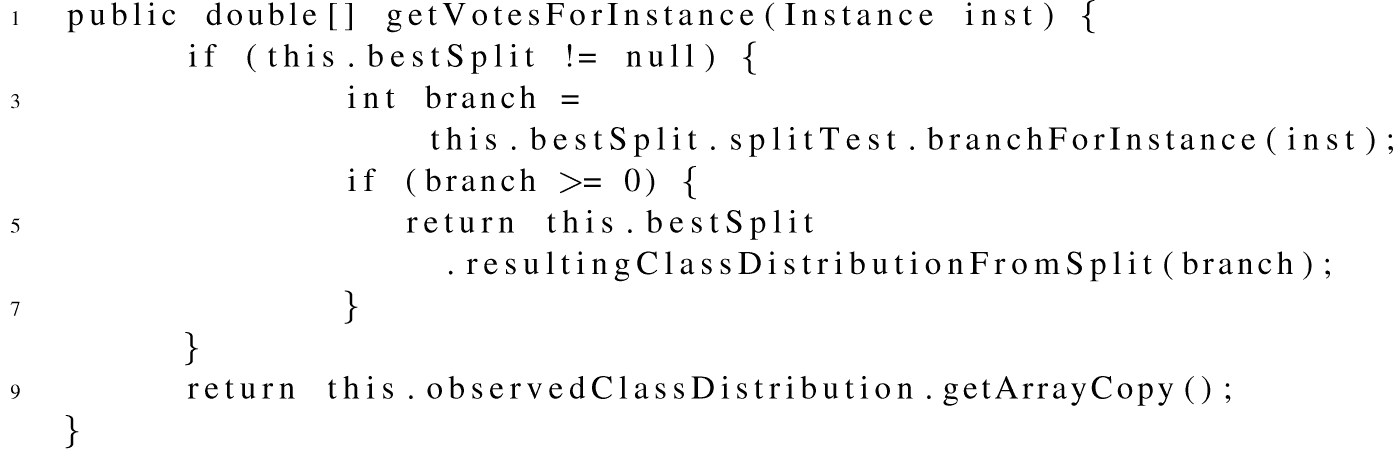 1 public double[] getVotesForInstance(Instance inst) {
if (this.bestSplit != null) {
3 int branch =
this.bestSplit.splitTest.branchForInstance(inst);
if (branch >= 0) {
5 return this.bestSplit
.resultingClassDistributionFromSplit(branch);
7 }
}
9 return this.observedClassDistribution.getArrayCopy();
}